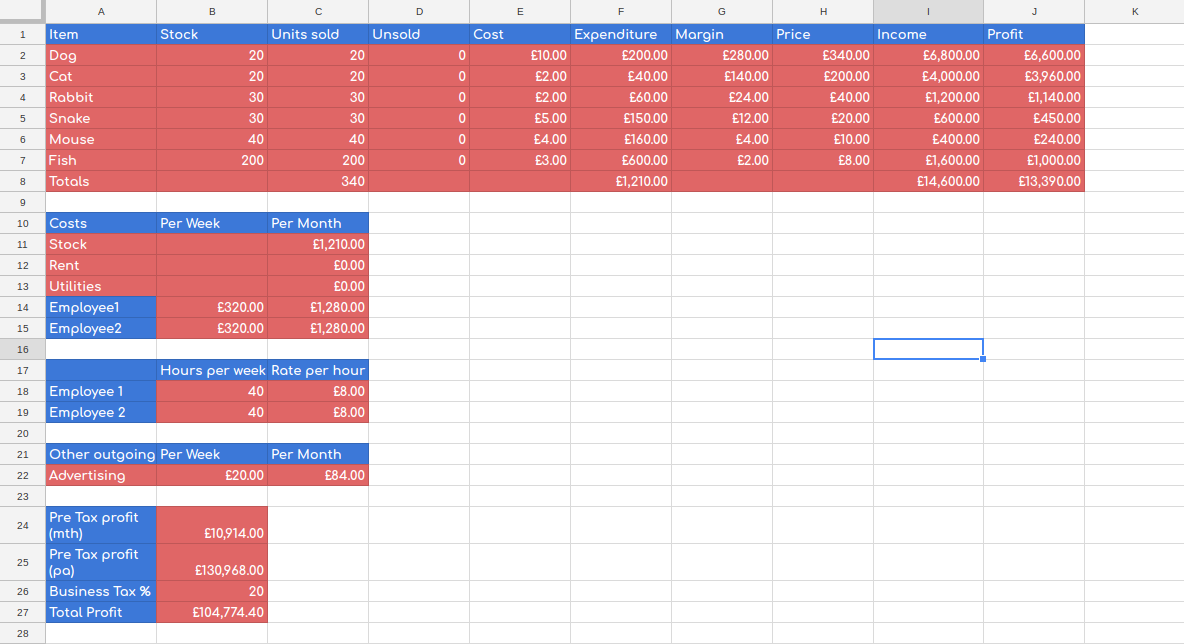 A B C D E F G H I J K
1 Item Stock Units sold Unsold Cost Expenditure Margin Price Income Profit
2 Dog 20 20 0 £10.00 £200.00 £280.00 £340.00 £6,800.00 £6,600.00
3 Cat 20 20 0 £2.00 £40.00 £140.00 £200.00 £4,000.00 £3,960.00
4 Rabbit 30 30 0 £2.00 £60.00 £24.00 £40.00 £1,200.00 £1,140.00
5 Snake 30 30 0 £5.00 £150.00 £12.00 £20.00 £600.00 £450.00
6 Mouse 40 40 0 £4.00 £160.00 £4.00 £10.00 £400.00 £240.00
7 Fish 200 200 0 £3.00 £600.00 £2.00 £8.00 £1,600.00 £1,000.00
8 Totals 340 £1,210.00 £14,600.00 £13,390.00
9
10 Costs Per Week Per Month
11 Stock £1,210.00
12 Rent £0.00
13 Utilities £0.00
14 Employee1 £320.00 £1,280.00
15 Employee2 £320.00 £1,280.00
16
17 Hours per week Rate per hour
18 Employee 1 40 £8.00
19 Employee 2 40 £8.00
20
21 Other outgoing Per Week Per Month
22 Advertising £20.00 £84.00
23
24 Pre Tax profit
(mth) £10,914.00
25 Pre Tax profit
(pa) £130,968.00
26 Business Tax % 20
27 Total Profit £104,774.40
28